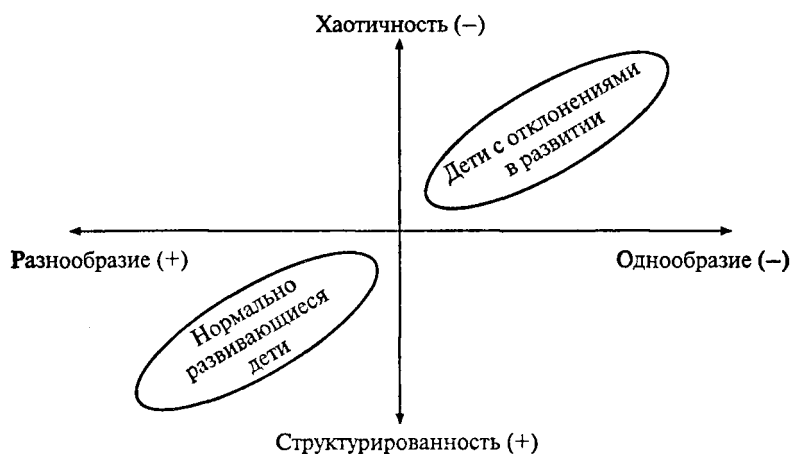 Хаотичность (−)
Дети с отклонениями
в развитии
Разнообразие (+)
Однообразие (−)
Нормально
развивающиеся
дети
Структурированность (+)